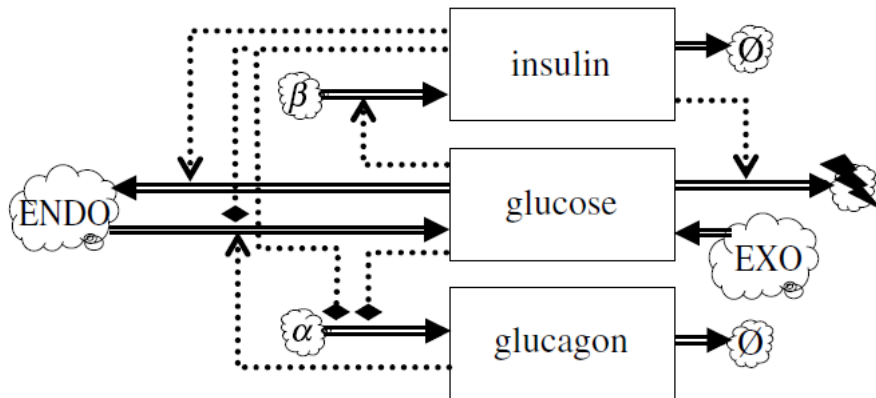 insulin
Ø
β
ENDO
glucose
EXO
α
glucagon
Ø